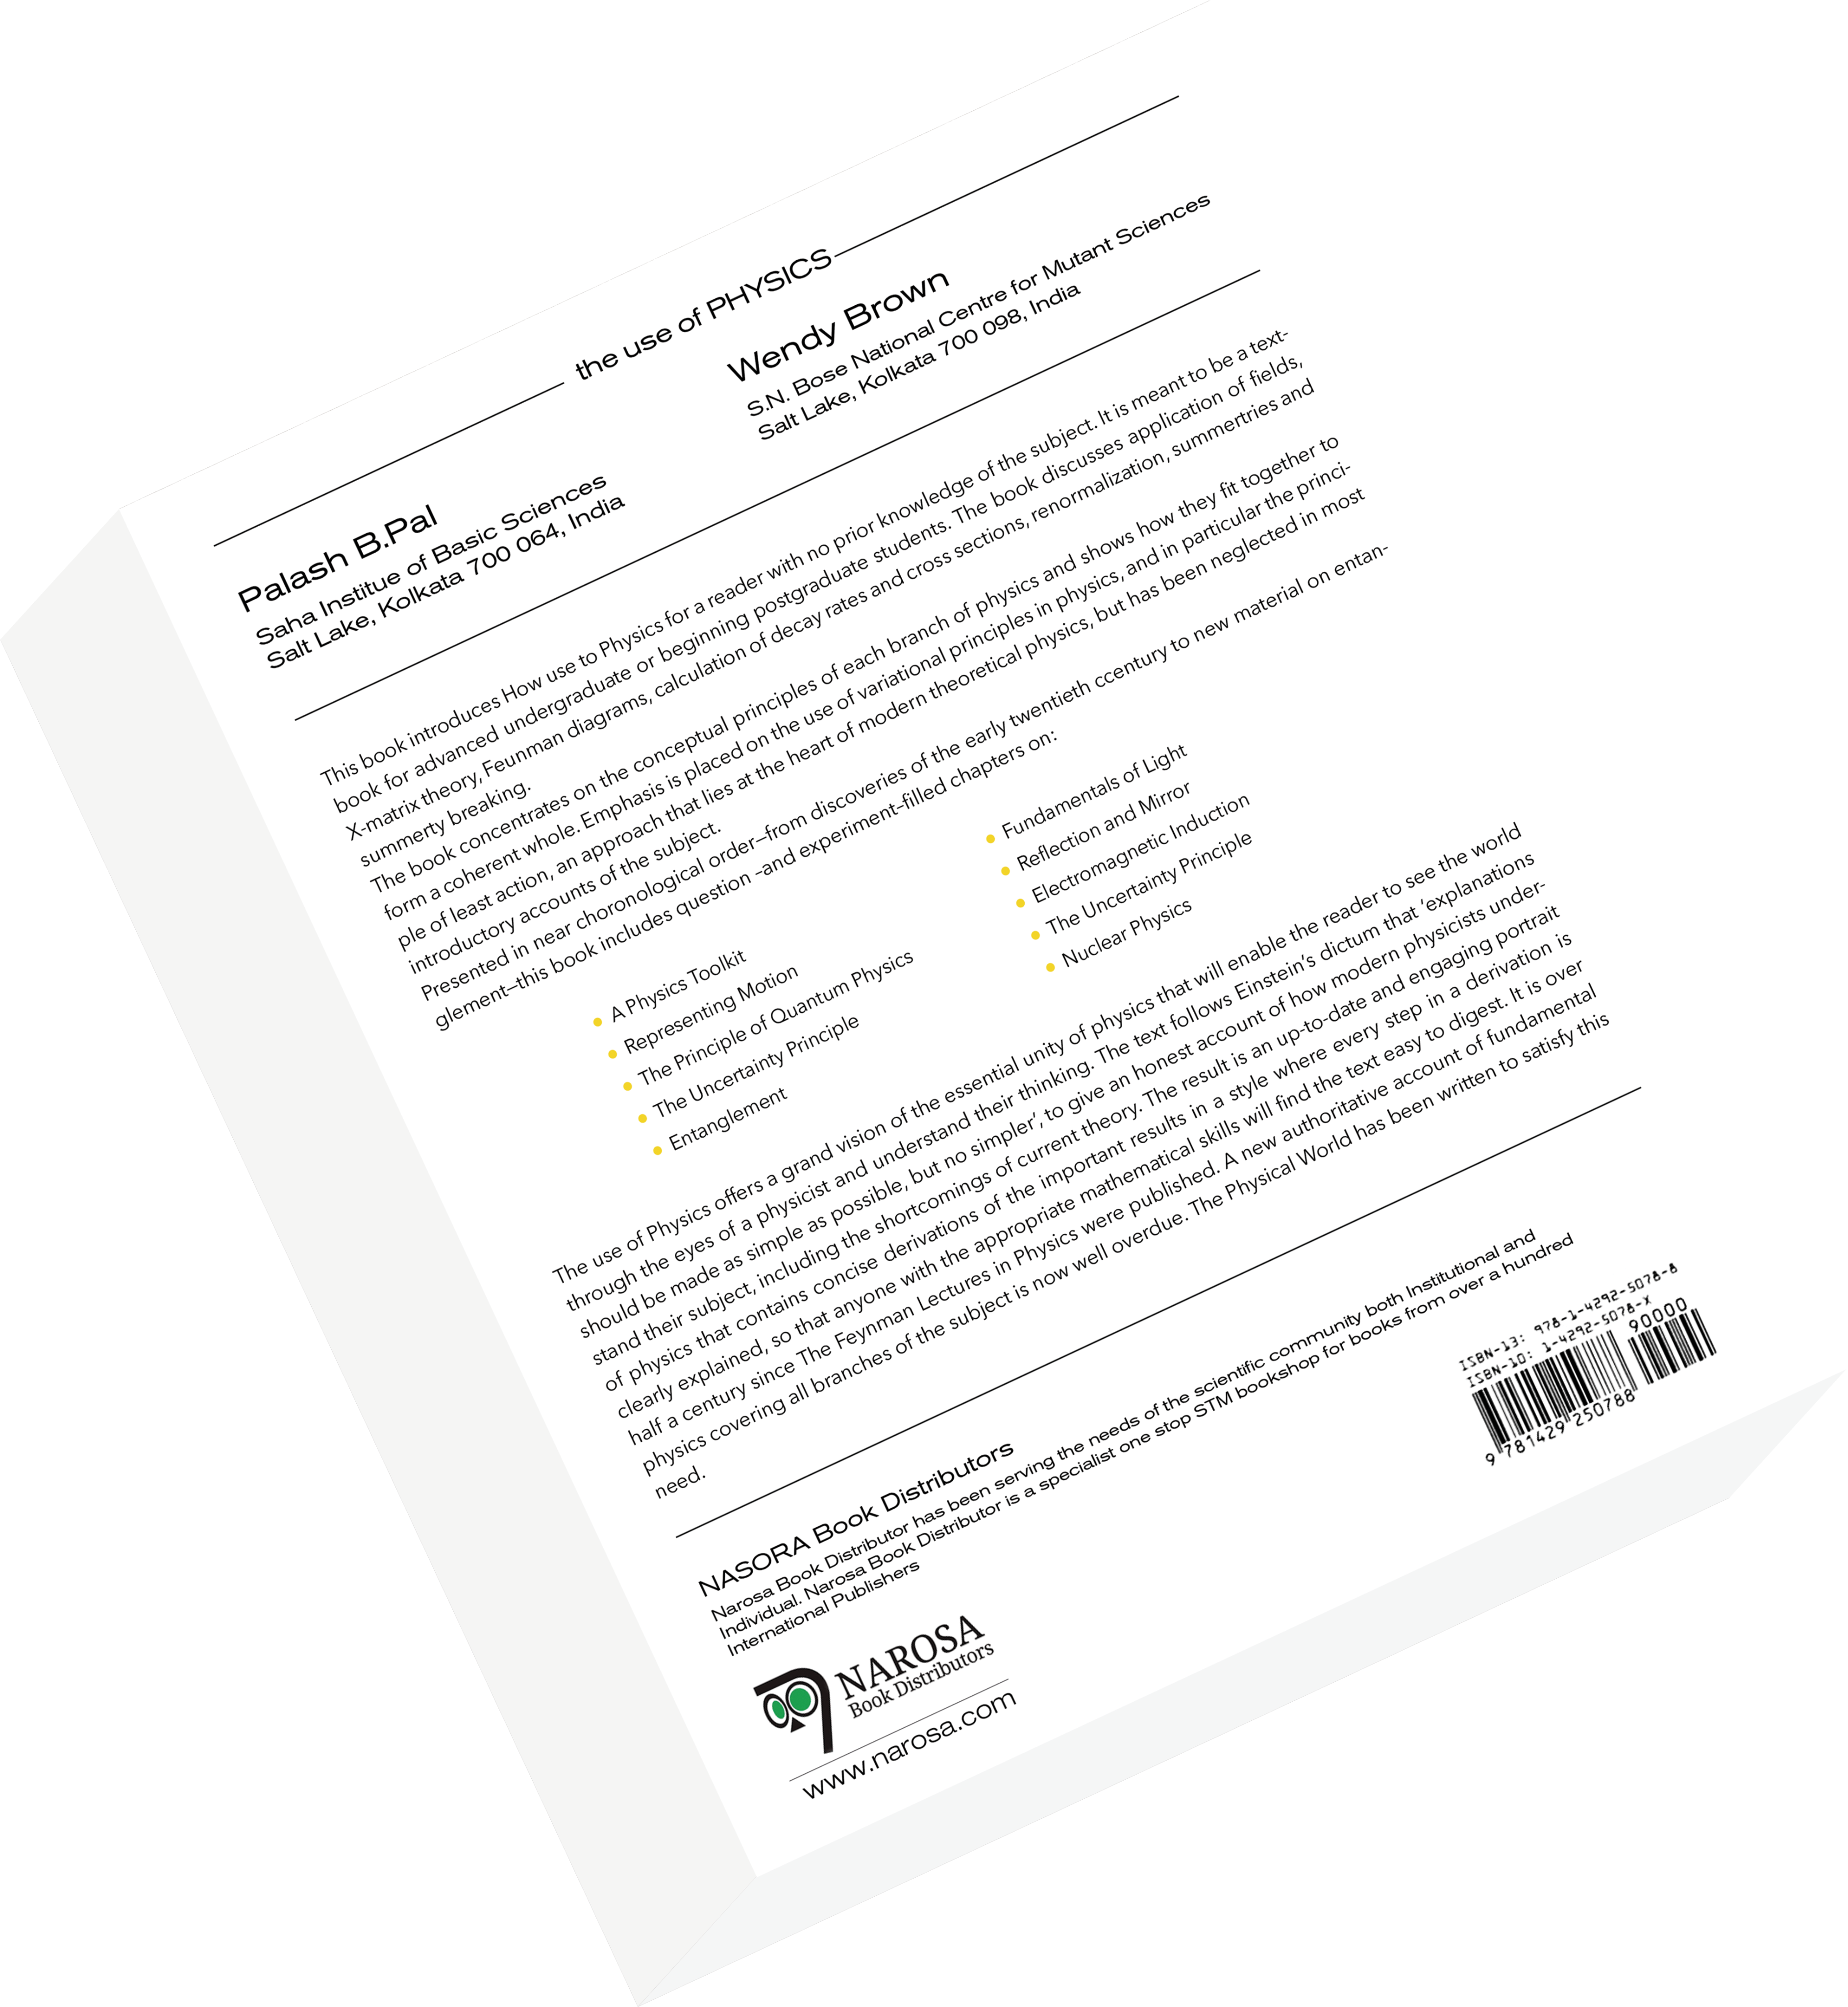 the use of PHYSICS
Palash B.Pal
Saha Institue of Basic Sciences
Salt Lake, Kolkata 700 064, India
Wendy Brown
S.N. Bose National Centre for Mutant Sciences
Salt Lake, Kolkata 700 098, India
This book introduces How use to Physics for a reader with no prior knowledge of the subject. It is meant to be a text-
book for advanced undergraduate or beginning postgraduate students. The book discusses application of fields,
X-matrix theory, Feunman diagrams, calculation of decay rates and cross sections, renormalization, summertries and
summerty breaking.
The book concentrates on the conceptual principles of each branch of physics and shows how they fit together to
form a coherent whole. Emphasis is placed on the use of variational principles in physics, and in particular the princi-
ple of least action, an approach that lies at the heart of modern theoretical physics, but has been neglected in most
introductory accounts of the subject.
Presented in near choronological order–from discoveries of the early twentieth ccentury to new material on entan-
glement–this book includes question -and experiment-filled chapters on:
• A Physics Toolkit
• Representing Motion
• The Principle of Quantum Physics
• The Uncertainty Principle
• Entanglement
• Fundamentals of Light
• Reflection and Mirror
• Electromagnetic Induction
• The Uncertainty Principle
• Nuclear Physics
The use of Physics offers a grand vision of the essential unity of physics that will enable the reader to see the world
through the eyes of a physicist and understand their thinking. The text follows Einstein's dictum that 'explanations
should be made as simple as possible, but no simpler', to give an honest account of how modern physicists under-
stand their subject, including the shortcomings of current theory. The result is an up-to-date and engaging portrait
of physics that contains concise derivations of the important results in a style where every step in a derivation is
clearly explained, so that anyone with the appropriate mathematical skills will find the text easy to digest. It is over
half a century since The Feynman Lectures in Physics were published. A new authoritative account of fundamental
physics covering all branches of the subject is now well overdue. The Physical World has been written to satisfy this
need.
NASORA Book Distributors
Narosa Book Distributor has been serving the needs of the scientific community both Institutional and
Individual. Narosa Book Distributor is a specialist one stop STM bookshop for books from over a hundred
International Publishers
NAROSA
Book Distributors
www.narosa.com
ISBN-13: 978-1-4292-5078-8
ISBN-10: 1-4292-5078-X
90000
9 781429 250788